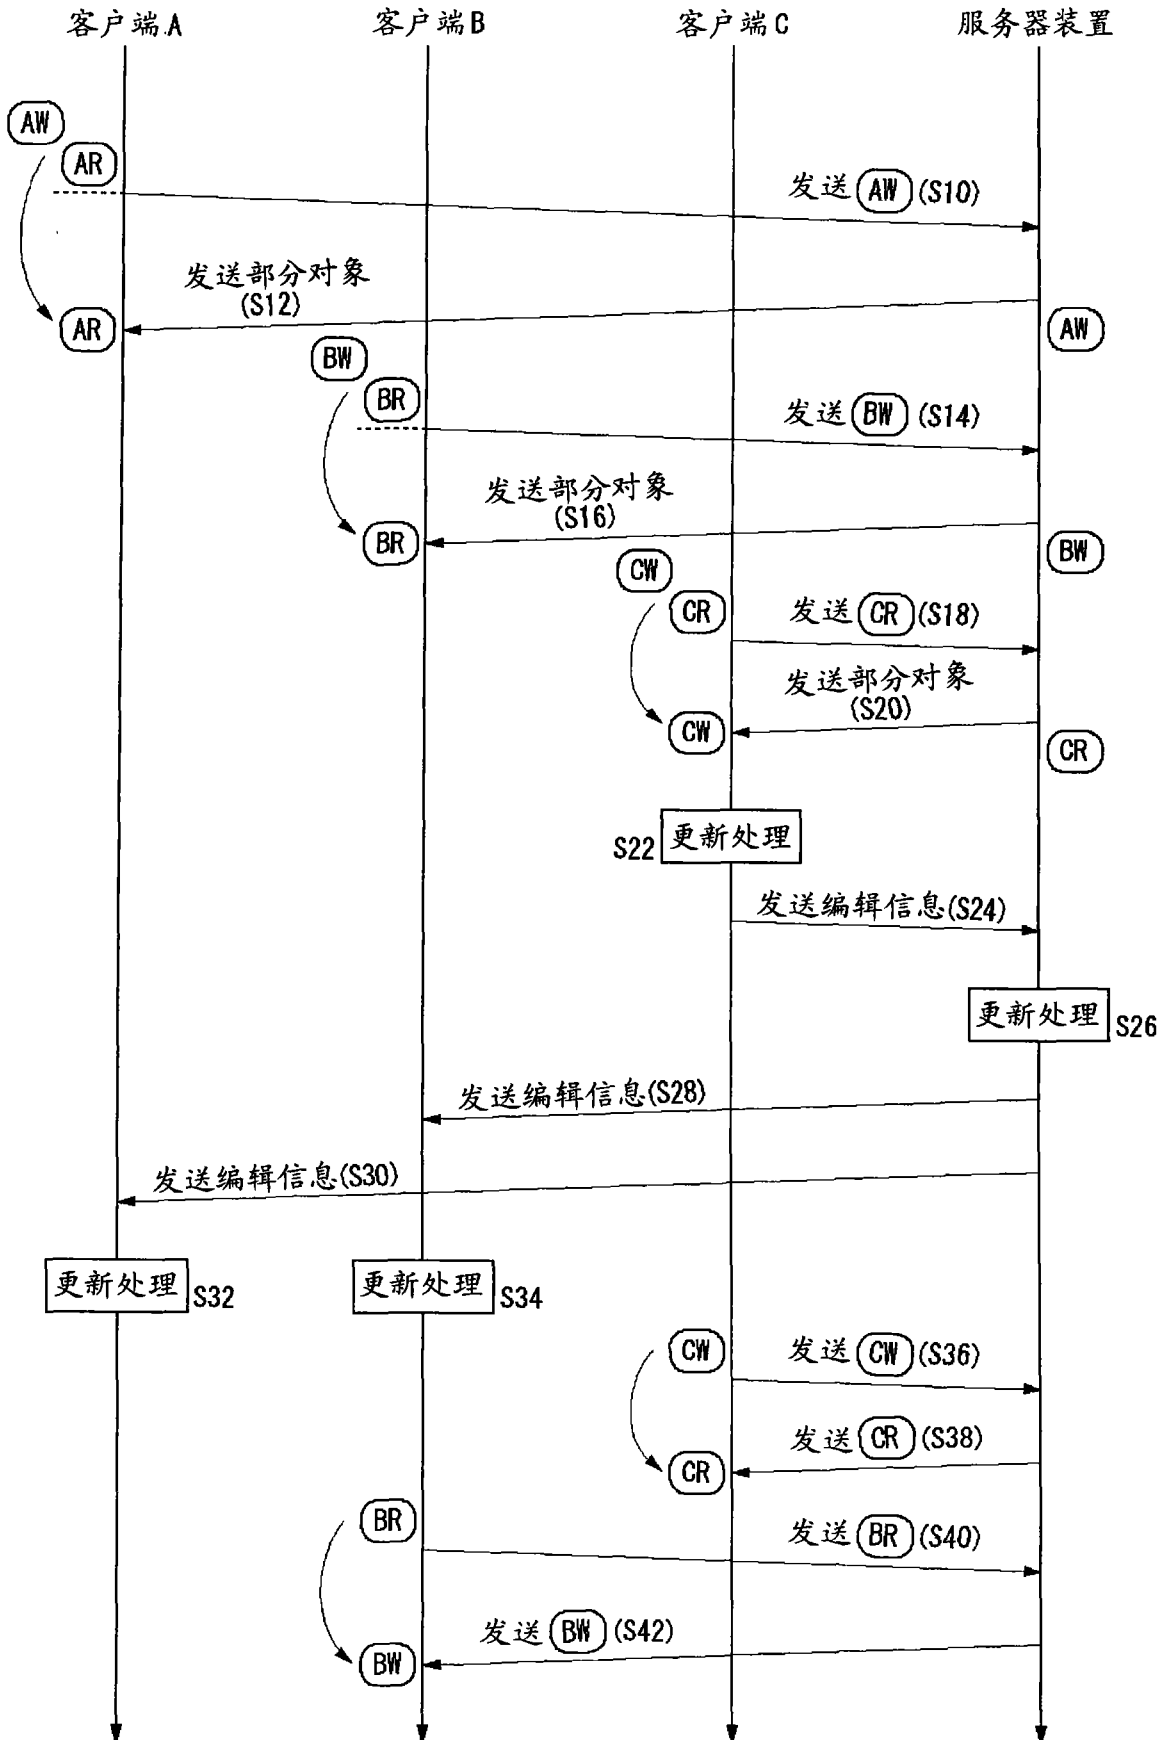 客户端A
客户端B
客户端C
服务器装置
AW
AR
发送 AW (S10)
发送部分对象
(S12)
AR
AW
BW
BR
发送 BW (S14)
发送部分对象
(S16)
BR
BW
CW
CR
发送 CR (S18)
发送部分对象
(S20)
CW
CR
S22
更新处理
发送编辑信息(S24)
更新处理
S26
发送编辑信息(S28)
发送编辑信息(S30)
更新处理
S32
更新处理
S34
CW
发送 CW (S36)
发送 CR (S38)
CR
BR
发送 BR (S40)
发送 BW (S42)
BW